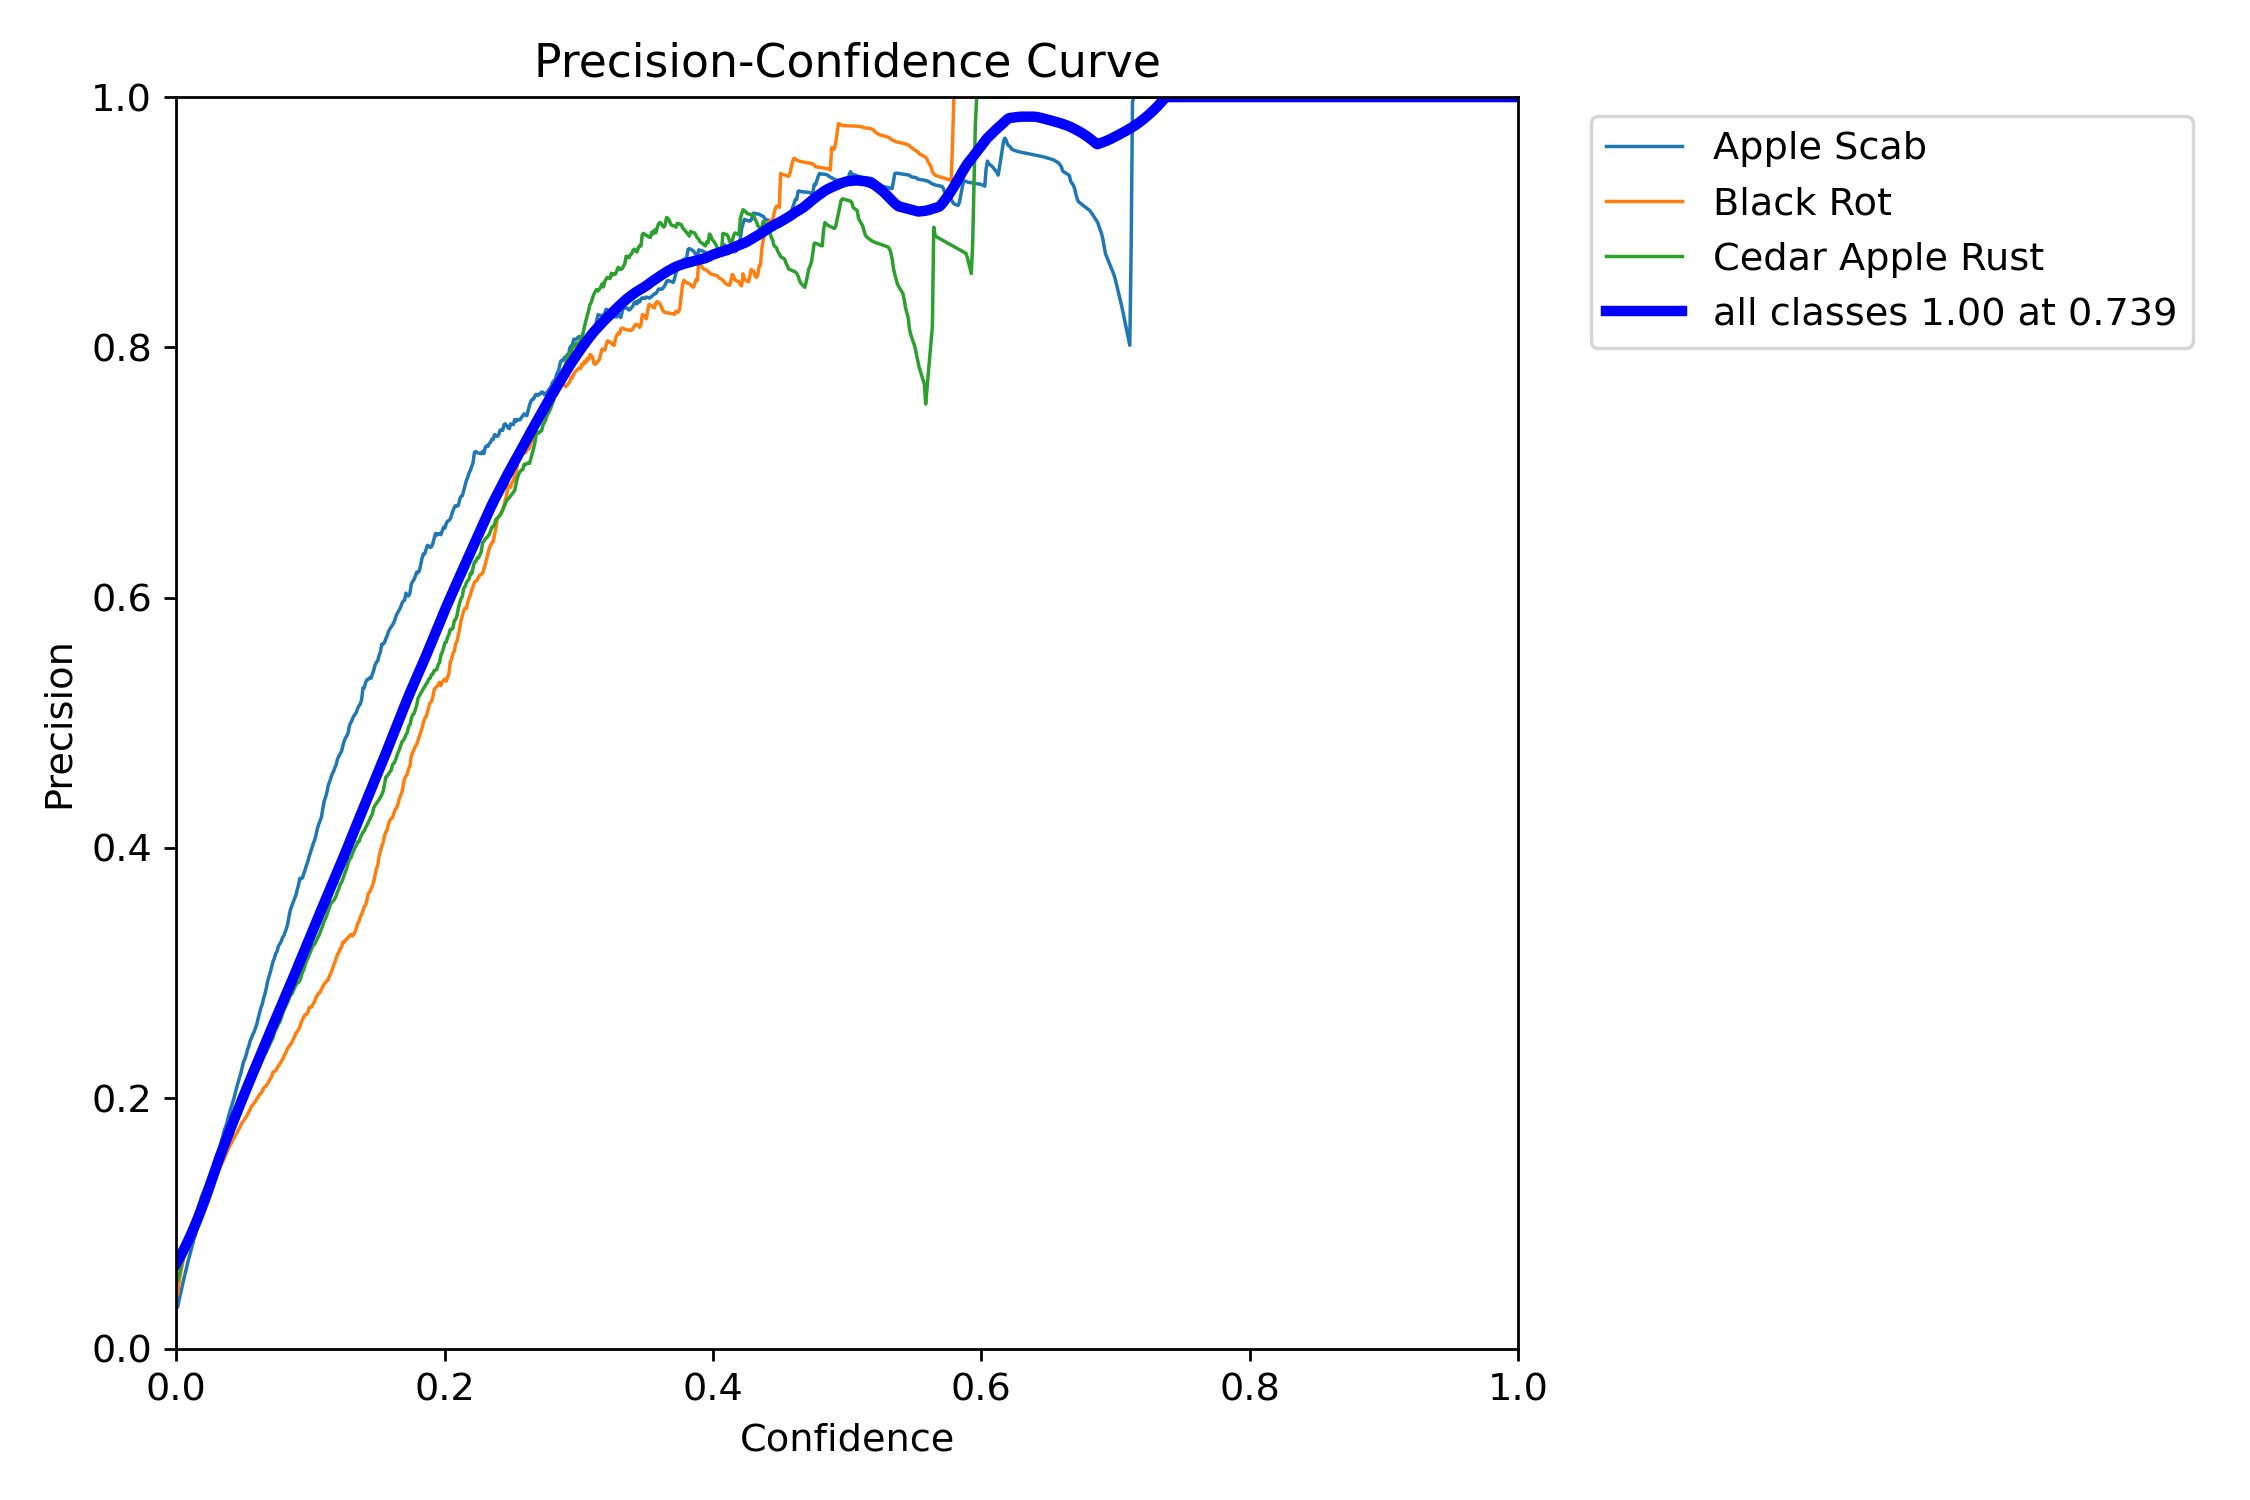 Precision-Confidence Curve
1.0
0.8
0.6
0.4
0.2
0.0
Precision
0.0
0.2
0.4
0.6
0.8
1.0
Confidence
Apple Scab
Black Rot
Cedar Apple Rust
all classes 1.00 at 0.739